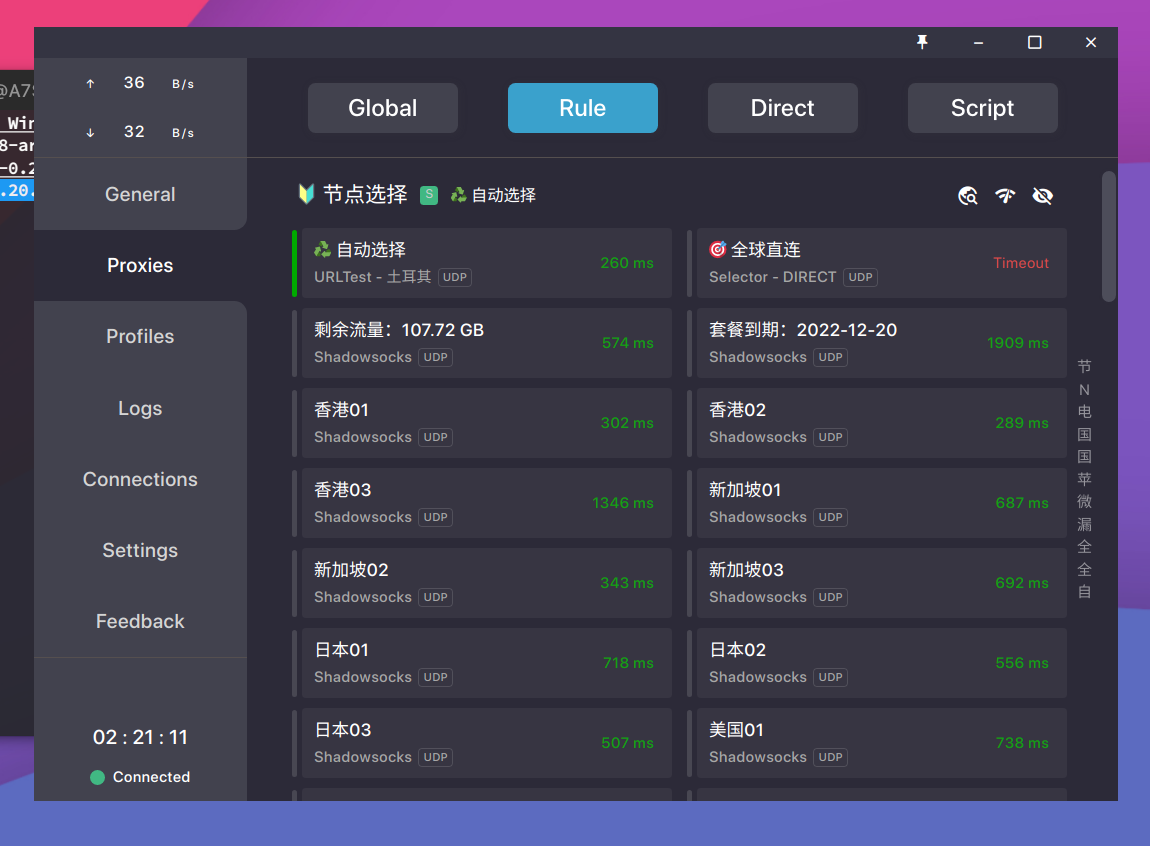 @A7S
Win
8-ar
-0.2
.20.
↑ 36 B/s
↓ 32 B/s
General
Proxies
Profiles
Logs
Connections
Settings
Feedback
02 : 21 : 11
Connected
Global Rule Direct Script
节点选择 S 自动选择
自动选择
URLTest - 土耳其 UDP
260 ms
全球直连
Selector - DIRECT UDP
Timeout
剩余流量：107.72 GB
Shadowsocks UDP
574 ms
套餐到期：2022-12-20
Shadowsocks UDP
1909 ms
香港01
Shadowsocks UDP
302 ms
香港02
Shadowsocks UDP
289 ms
香港03
Shadowsocks UDP
1346 ms
新加坡01
Shadowsocks UDP
687 ms
新加坡02
Shadowsocks UDP
343 ms
新加坡03
Shadowsocks UDP
692 ms
日本01
Shadowsocks UDP
718 ms
日本02
Shadowsocks UDP
556 ms
日本03
Shadowsocks UDP
507 ms
美国01
Shadowsocks UDP
738 ms
节
N
电
国
国
苹
微
漏
全
全
自